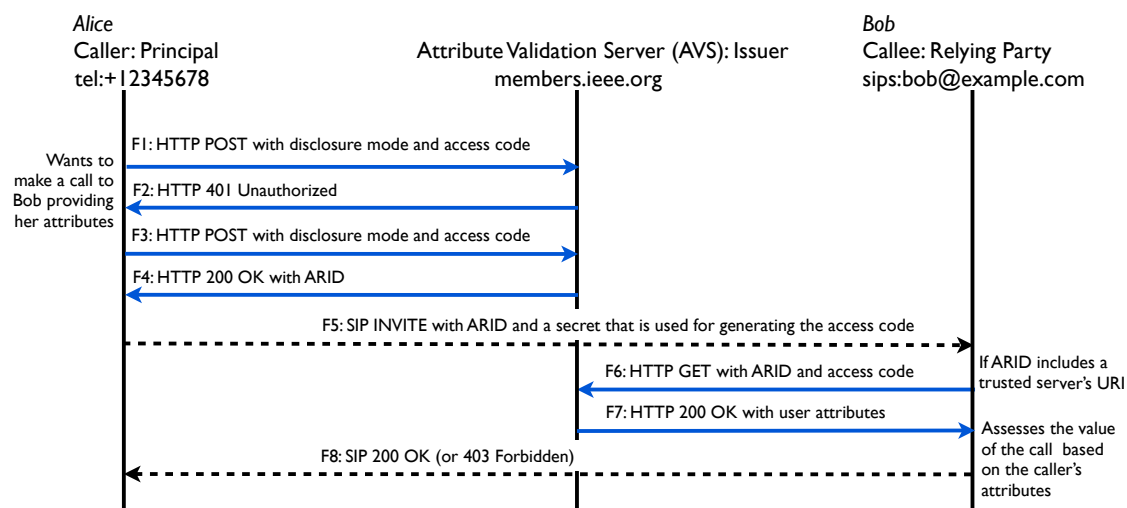 Alice
Caller: Principal
tel:+12345678
Attribute Validation Server (AVS): Issuer
members.ieee.org
Bob
Callee: Relying Party
sips:bob@example.com
F1: HTTP POST with disclosure mode and access code
Wants to
make a call to
Bob providing
her attributes
F2: HTTP 401 Unauthorized
F3: HTTP POST with disclosure mode and access code
F4: HTTP 200 OK with ARID
F5: SIP INVITE with ARID and a secret that is used for generating the access code
If ARID includes a
trusted server's URI
F6: HTTP GET with ARID and access code
F7: HTTP 200 OK with user attributes
Assesses the value
of the call based
on the caller's
attributes
F8: SIP 200 OK (or 403 Forbidden)